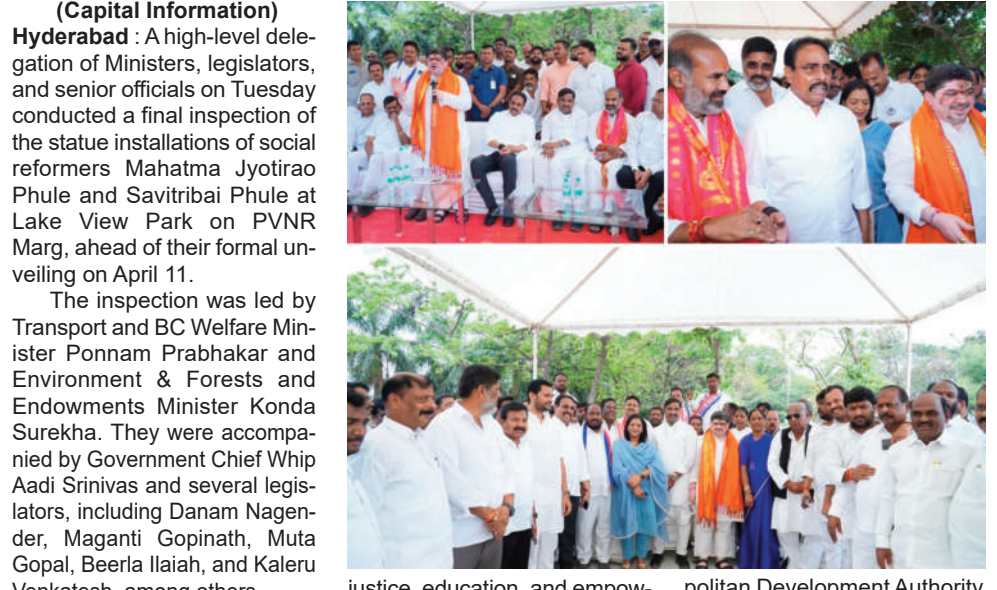 (Capital Information)
Hyderabad : A high-level dele-
gation of Ministers, legislators,
and senior officials on Tuesday
conducted a final inspection of
the statue installations of social
reformers Mahatma Jyotirao
Phule and Savitribai Phule at
Lake View Park on PVNR
Marg, ahead of their formal un-
veiling on April 11.
The inspection was led by
Transport and BC Welfare Min-
ister Ponnam Prabhakar and
Environment & Forests and
Endowments Minister Konda
Surekha. They were accompa-
nied by Government Chief Whip
Aadi Srinivas and several legis-
lators, including Danam Nagen-
der, Maganti Gopinath, Muta
Gopal, Beerla Ilaiah, and Kaleru
Venkatesh, among others.
justice, education, and empow-
politan Development Authority